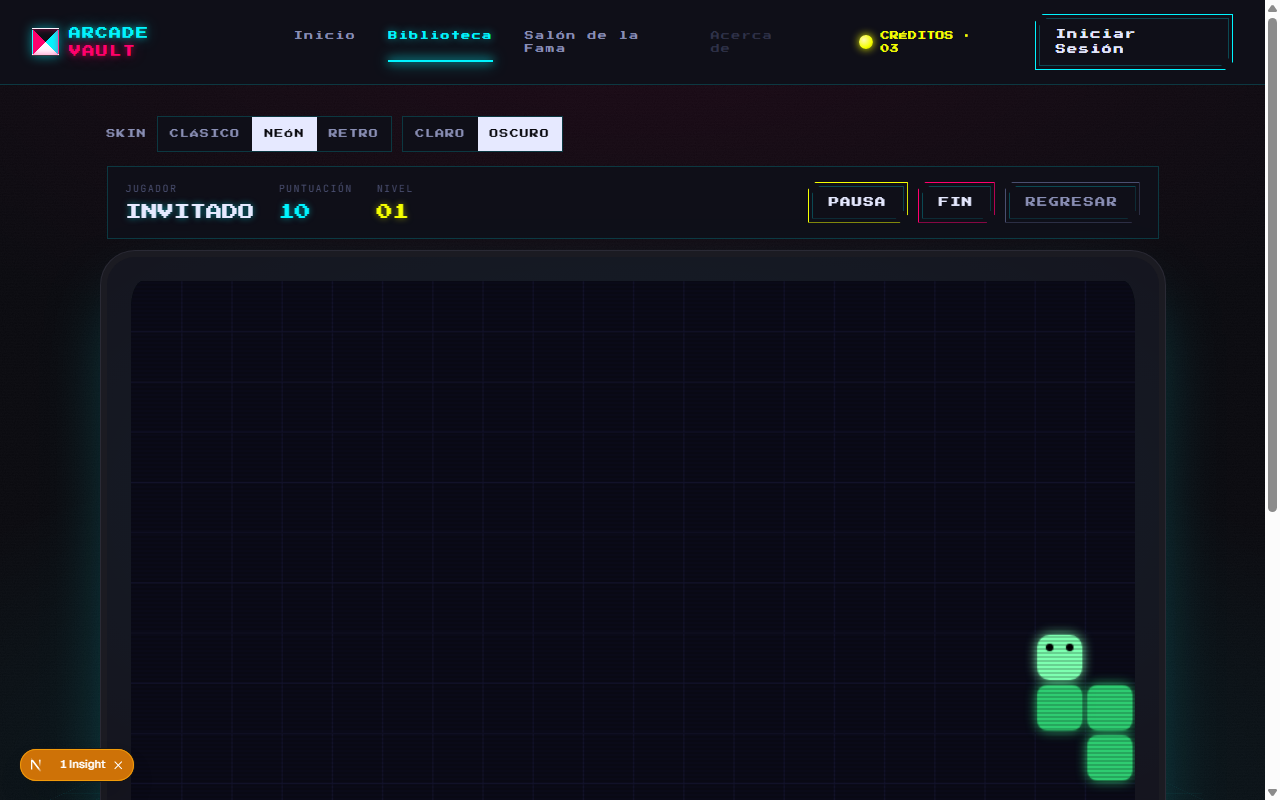 ARCADE
VAULT
Inicio
Biblioteca
Salón de la
Fama
Acerca
de
CRéDITOS ·
03
Iniciar
Sesión
SKIN
CLáSICO
NEóN
RETRO
CLARO
OSCURO
JUGADOR
INVITADO
PUNTUACIÓN
10
NIVEL
01
PAUSA
FIN
REGRESAR
N
1 Insight